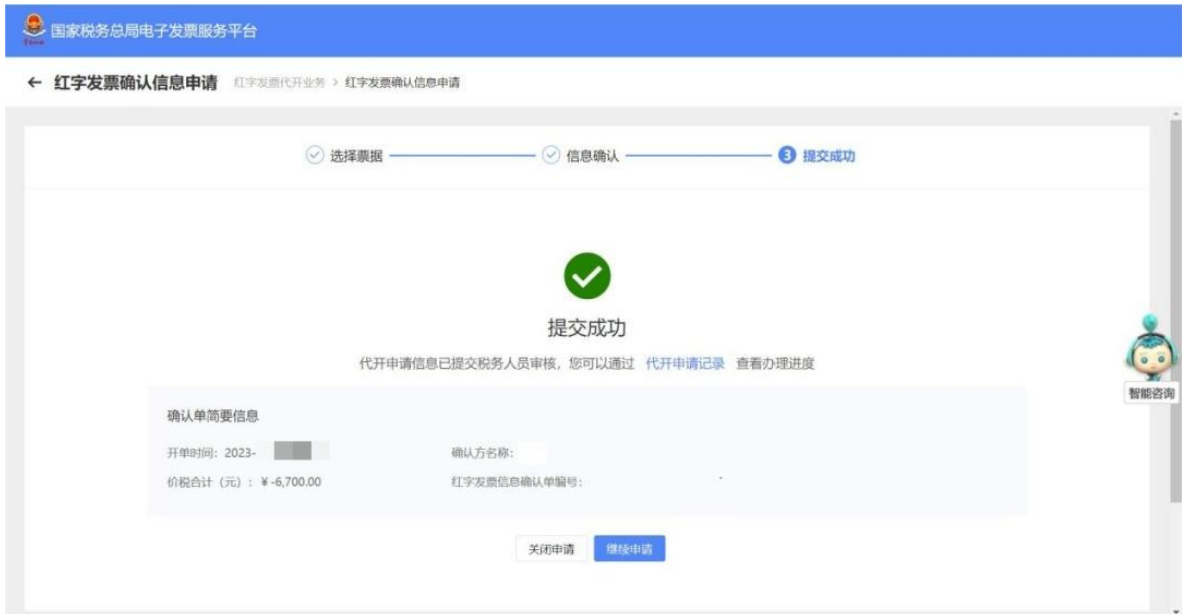 国家税务总局电子发票服务平台
← 红字发票确认信息申请 红字发票代开业务 > 红字发票确认信息申请
选择票据 信息确认 3 提交成功
提交成功
代开申请信息已提交税务人员审核，您可以通过 代开申请记录 查看办理进度
智能咨询
确认单简要信息
开单时间：2023- 确认方名称：
价税合计（元）：¥-6,700.00 红字发票信息确认单编号：
关闭申请 继续申请